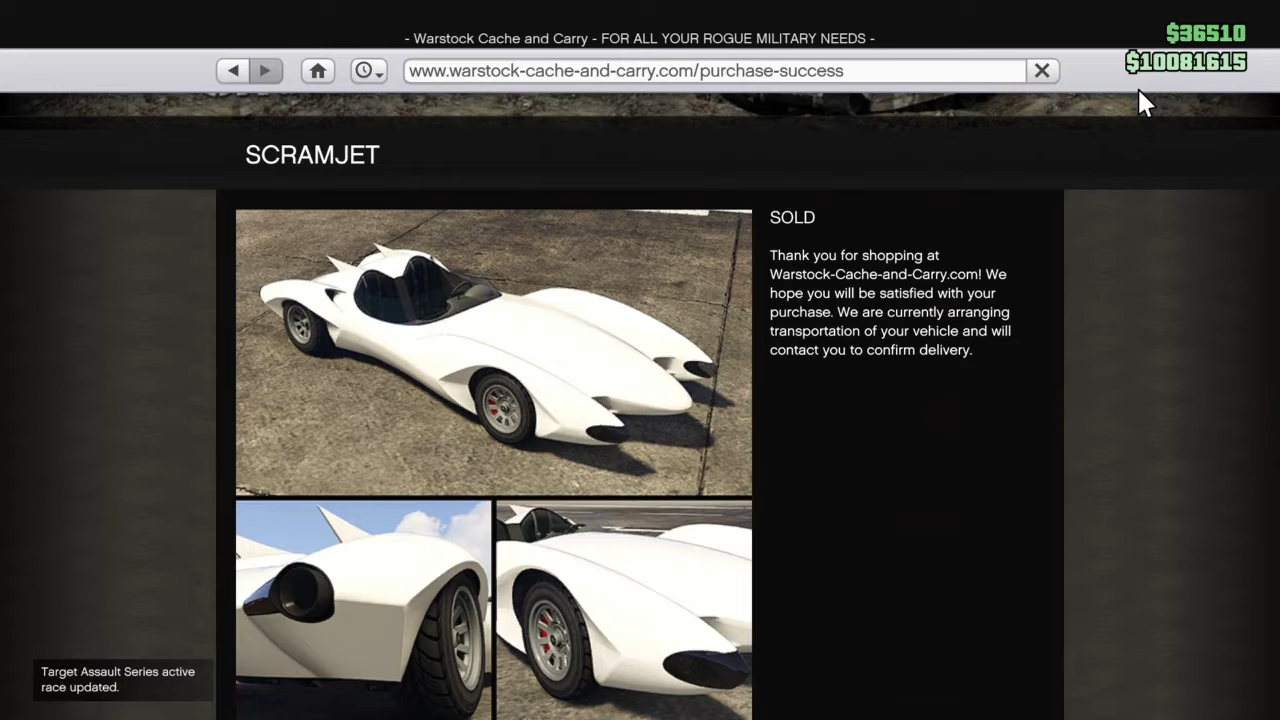 - Warstock Cache and Carry - FOR ALL YOUR ROGUE MILITARY NEEDS -
$36510
$10081615
www.warstock-cache-and-carry.com/purchase-success
SCRAMJET
SOLD
Thank you for shopping at
Warstock-Cache-and-Carry.com! We
hope you will be satisfied with your
purchase. We are currently arranging
transportation of your vehicle and will
contact you to confirm delivery.
Target Assault Series active
race updated.